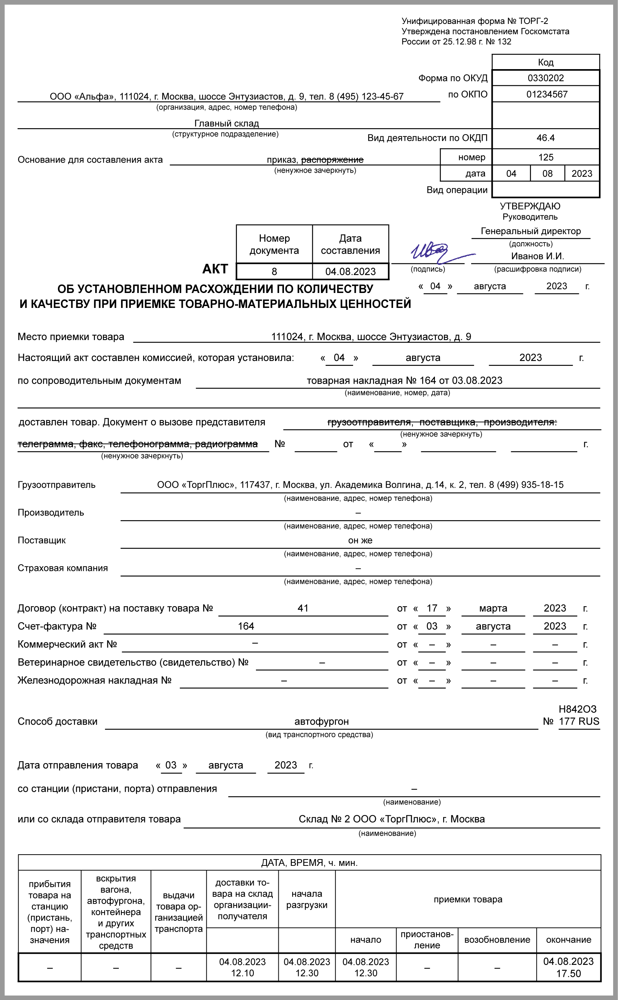 Унифицированная форма № ТОРГ-2
Утверждена постановлением Госкомстата
России от 25.12.98 г. № 132
Код
Форма по ОКУД 0330202
ООО «Альфа», 111024, г. Москва, шоссе Энтузиастов, д. 9, тел. 8 (495) 123-45-67 по ОКПО 01234567
(организация, адрес, номер телефона)
Главный склад
(структурное подразделение)
Вид деятельности по ОКДП 46.4
Основание для составления акта приказ, распоряжение номер 125
(ненужное зачеркнуть)
дата 04 08 2023
Вид операции
УТВЕРЖДАЮ
Руководитель
Генеральный директор
(должность)
Номер документа Дата составления
Иванов И.И.
(подпись) (расшифровка подписи)
АКТ 8 04.08.2023
« 04 » августа 2023 г.
ОБ УСТАНОВЛЕННОМ РАСХОЖДЕНИИ ПО КОЛИЧЕСТВУ
И КАЧЕСТВУ ПРИ ПРИЕМКЕ ТОВАРНО-МАТЕРИАЛЬНЫХ ЦЕННОСТЕЙ
Место приемки товара 111024, г. Москва, шоссе Энтузиастов, д. 9
Настоящий акт составлен комиссией, которая установила: « 04 » августа 2023 г.
по сопроводительным документам товарная накладная № 164 от 03.08.2023
(наименование, номер, дата)
доставлен товар. Документ о вызове представителя грузоотправителя, поставщика, производителя:
(ненужное зачеркнуть)
телеграмма, факс, телефонограмма, радиограмма № от « » г.
(ненужное зачеркнуть)
Грузоотправитель ООО «ТоргПлюс», 117437, г. Москва, ул. Академика Волгина, д.14, к. 2, тел. 8 (499) 935-18-15
(наименование, адрес, номер телефона)
Производитель –
(наименование, адрес, номер телефона)
Поставщик он же
(наименование, адрес, номер телефона)
Страховая компания –
(наименование, адрес, номер телефона)
Договор (контракт) на поставку товара № 41 от « 17 » марта 2023 г.
Счет-фактура № 164 от « 03 » августа 2023 г.
Коммерческий акт № – от « – » – – г.
Ветеринарное свидетельство (свидетельство) № – от « – » – – г.
Железнодорожная накладная № – от « – » – – г.
Н842ОЗ
Способ доставки автофургон № 177 RUS
(вид транспортного средства)
Дата отправления товара « 03 » августа 2023 г.
со станции (пристани, порта) отправления –
(наименование)
или со склада отправителя товара Склад № 2 ООО «ТоргПлюс», г. Москва
(наименование)
ДАТА, ВРЕМЯ, ч. мин.
прибытия
товара на
станцию
(пристань,
порт) на-
значения
вскрытия
вагона,
автофургона,
контейнера
и других
транспортных
средств
выдачи
товара ор-
ганизацией
транспорта
доставки то-
вара на склад
организации-
получателя
начала
разгрузки
приемки товара
начало
приостанов-
ление
возобновление
окончание
– – – 04.08.2023 04.08.2023 04.08.2023 – – 04.08.2023
12.10 12.30 12.30 17.50